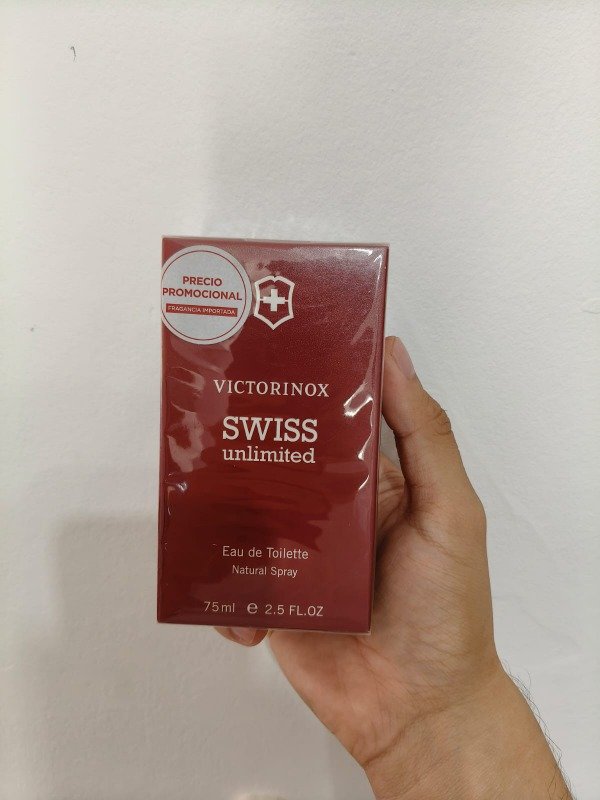 PRECIO
PROMOCIONAL
FRAGANCIA IMPORTADA
VICTORINOX
SWISS
unlimited
Eau de Toilette
Natural Spray
75ml ℮ 2.5 FL.OZ